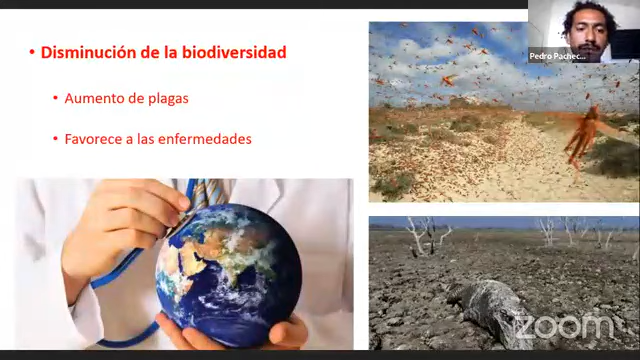 • Disminución de la biodiversidad
• Aumento de plagas
• Favorece a las enfermedades
Pedro Pachec...
zoom